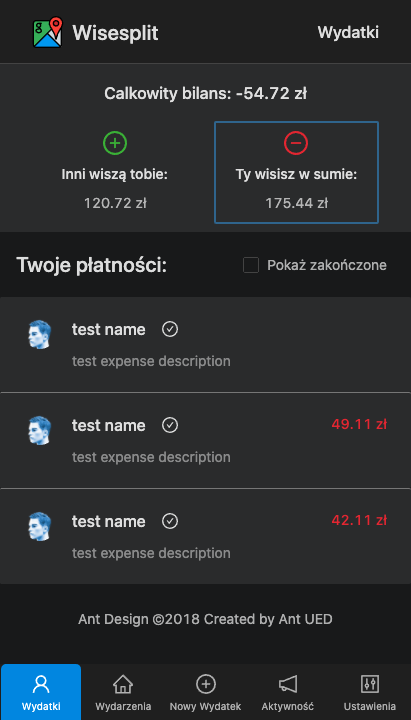 Wisesplit
Wydatki
Calkowity bilans: -54.72 zł
Inni wiszą tobie:
120.72 zł
Ty wisisz w sumie:
175.44 zł
Twoje płatności:
Pokaż zakończone
test name
test expense description
test name
49.11 zł
test expense description
test name
42.11 zł
test expense description
Ant Design ©2018 Created by Ant UED
Wydatki
Wydarzenia
Nowy Wydatek
Aktywność
Ustawienia